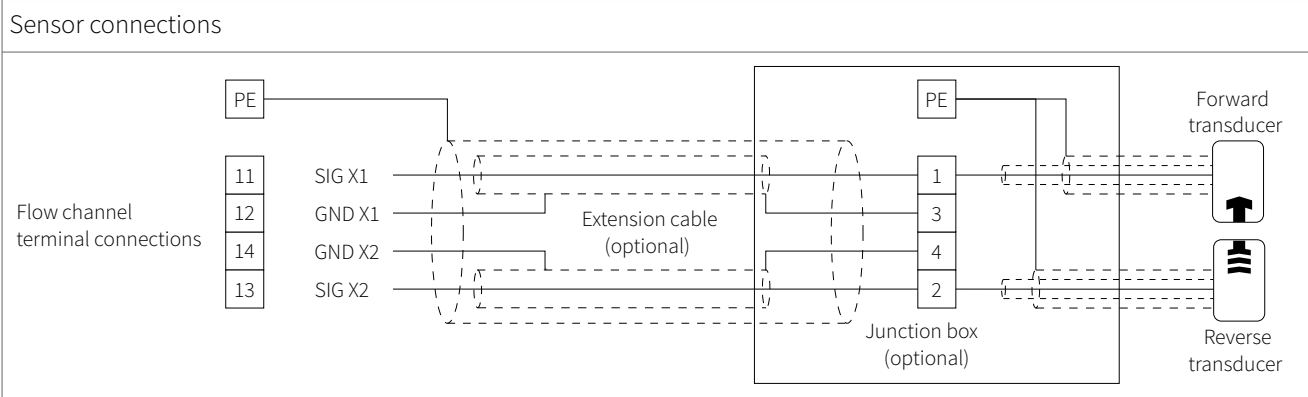 Sensor connections
PE
PE
Forward
transducer
11
SIG X1
1
12
GND X1
3
Flow channel
terminal connections
Extension cable
(optional)
14
GND X2
4
13
SIG X2
2
Junction box
(optional)
Reverse
transducer